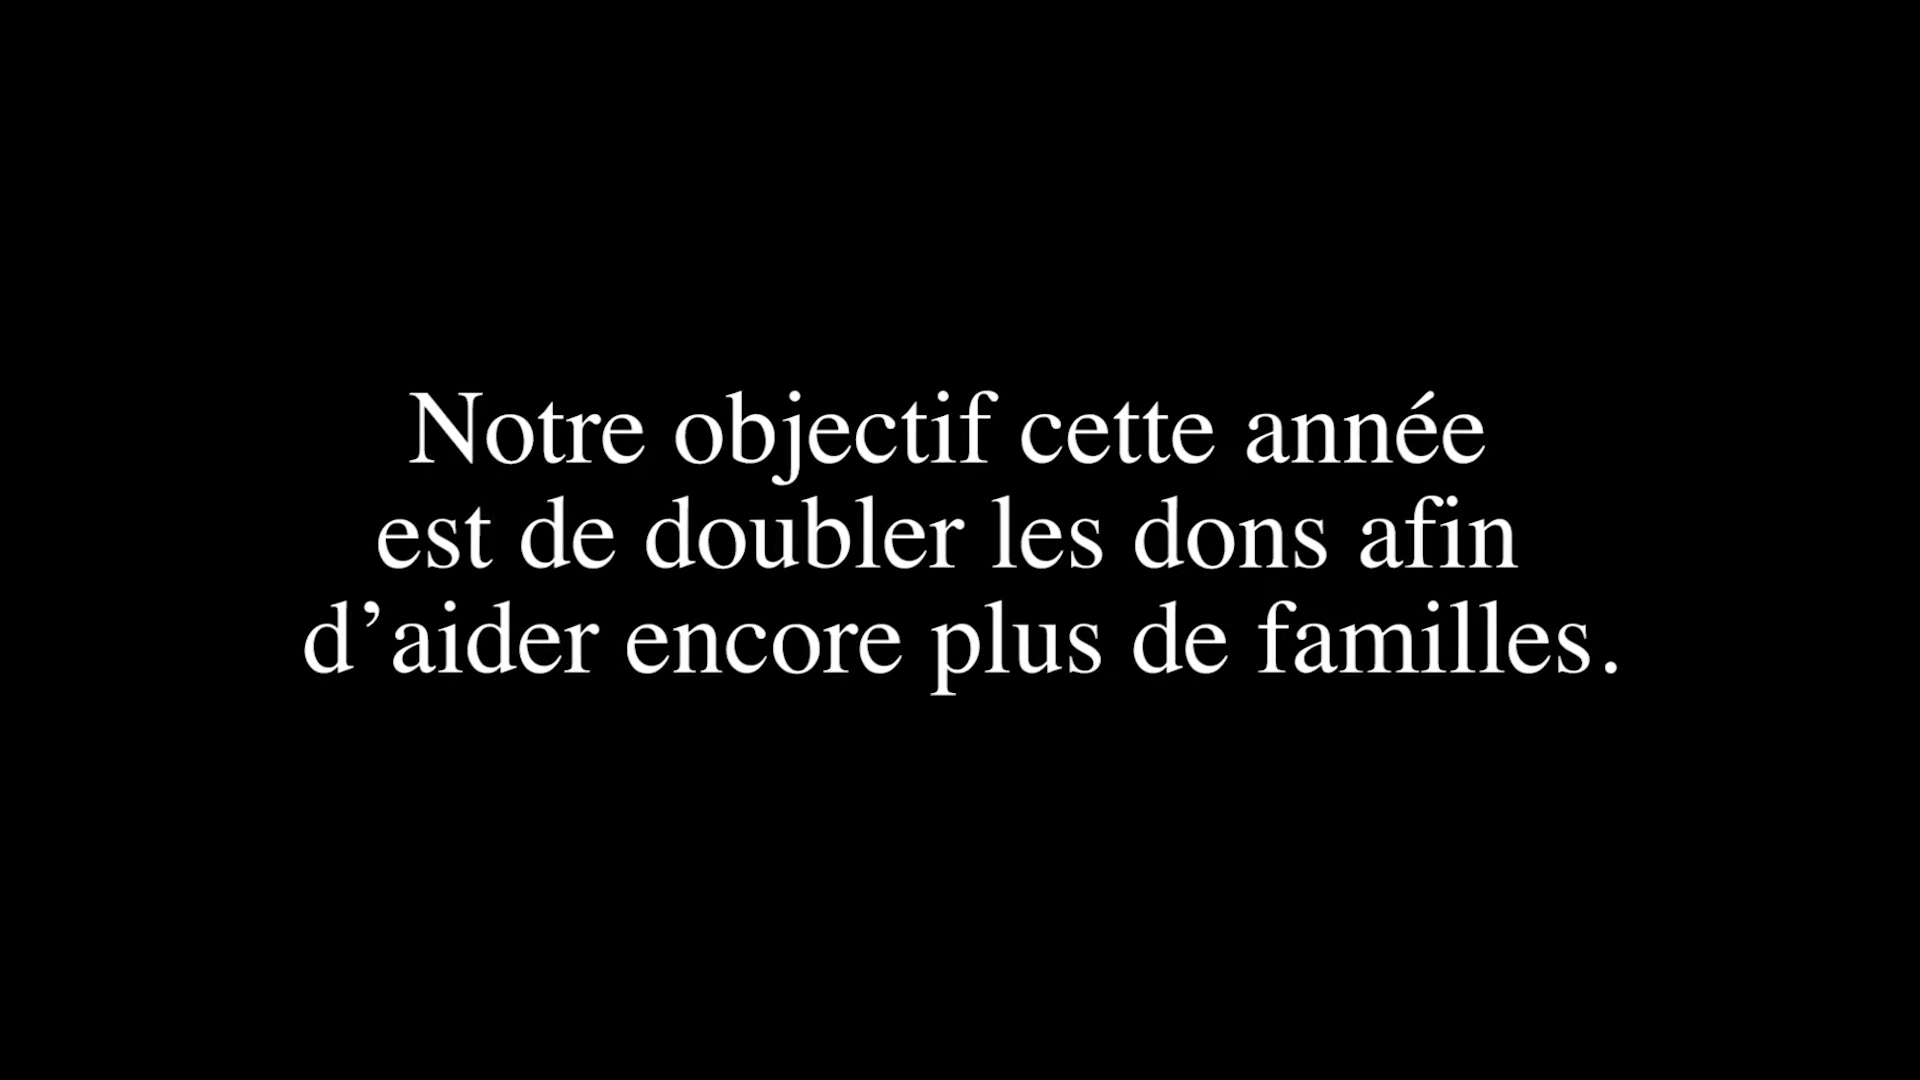 Notre objectif cette année
est de doubler les dons afin
d’aider encore plus de familles.